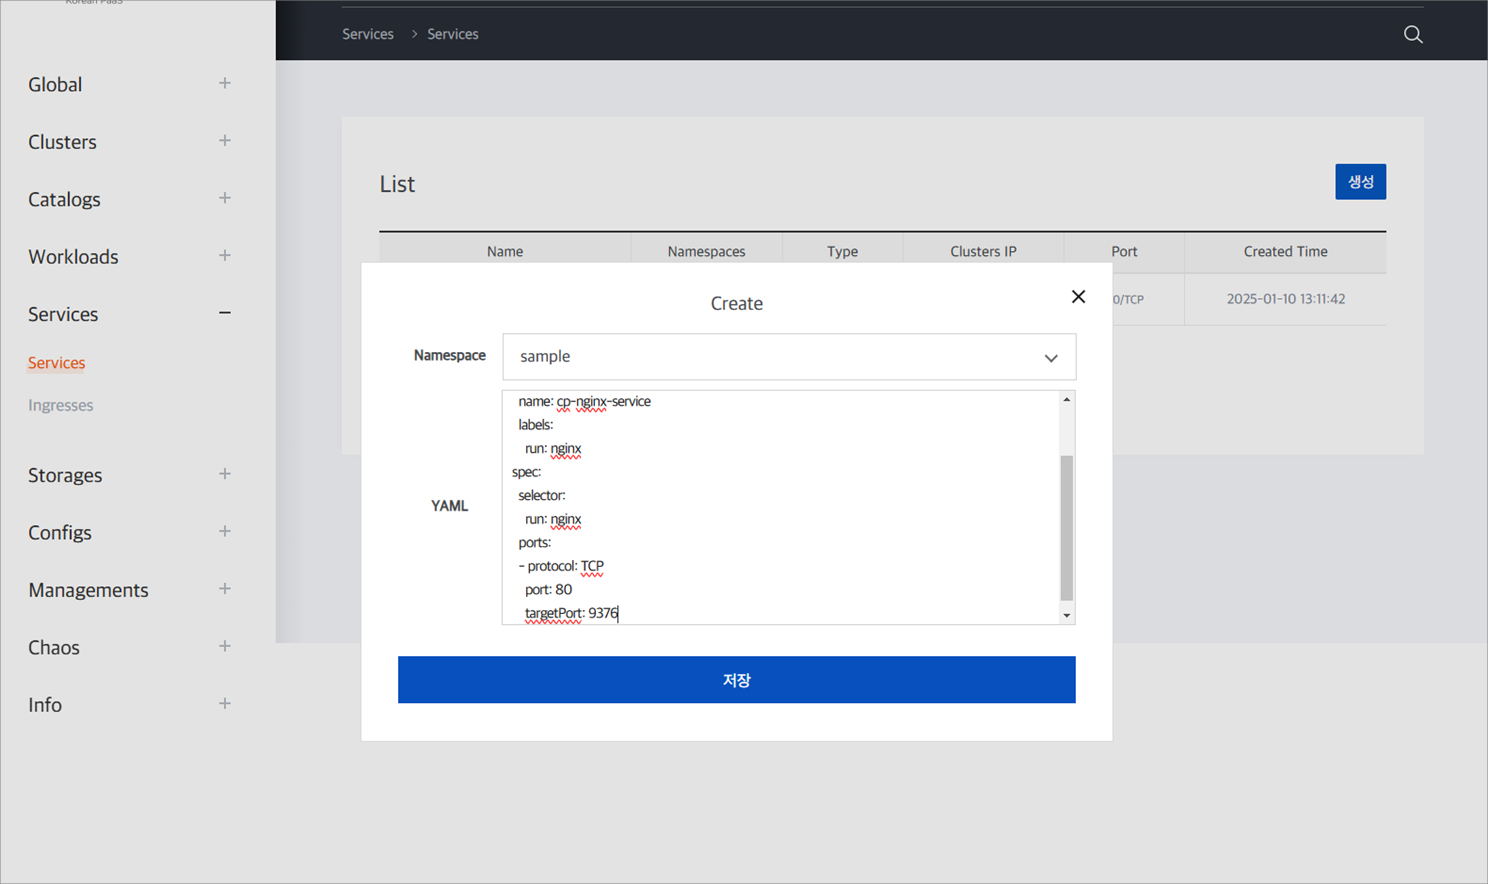 Korean PaaS
Services > Services
Global +
Clusters +
Catalogs +
Workloads +
Services −
Services
Ingresses
Storages +
Configs +
Managements +
Chaos +
Info +
List
생성
Name Namespaces Type Clusters IP Port Created Time
0/TCP 2025-01-10 13:11:42
Create
Namespace sample
YAML
name: cp-nginx-service
labels:
run: nginx
spec:
selector:
run: nginx
ports:
- protocol: TCP
port: 80
targetPort: 9376
저장